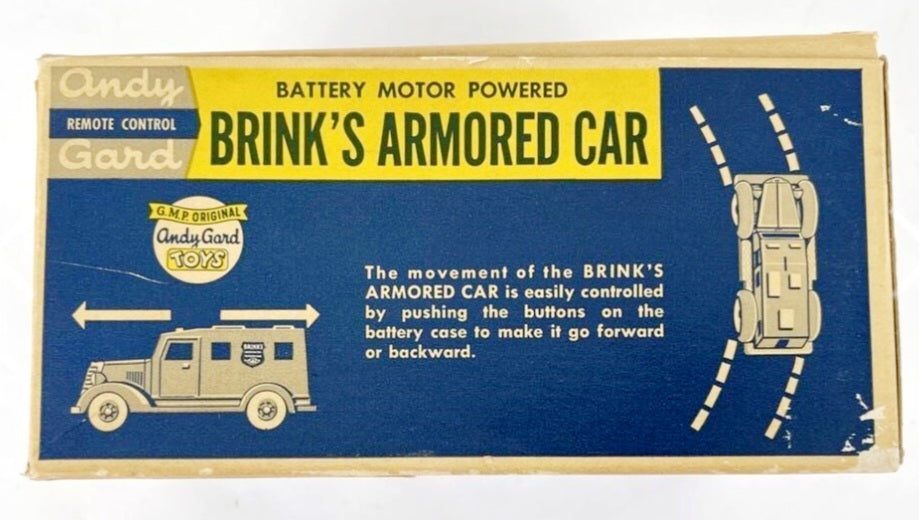 Andy
REMOTE CONTROL
Gard
BATTERY MOTOR POWERED
BRINK'S ARMORED CAR
G.M.P. ORIGINAL
Andy Gard
TOYS
The movement of the BRINK'S
ARMORED CAR is easily controlled
by pushing the buttons on the
battery case to make it go forward
or backward.
BRINKS